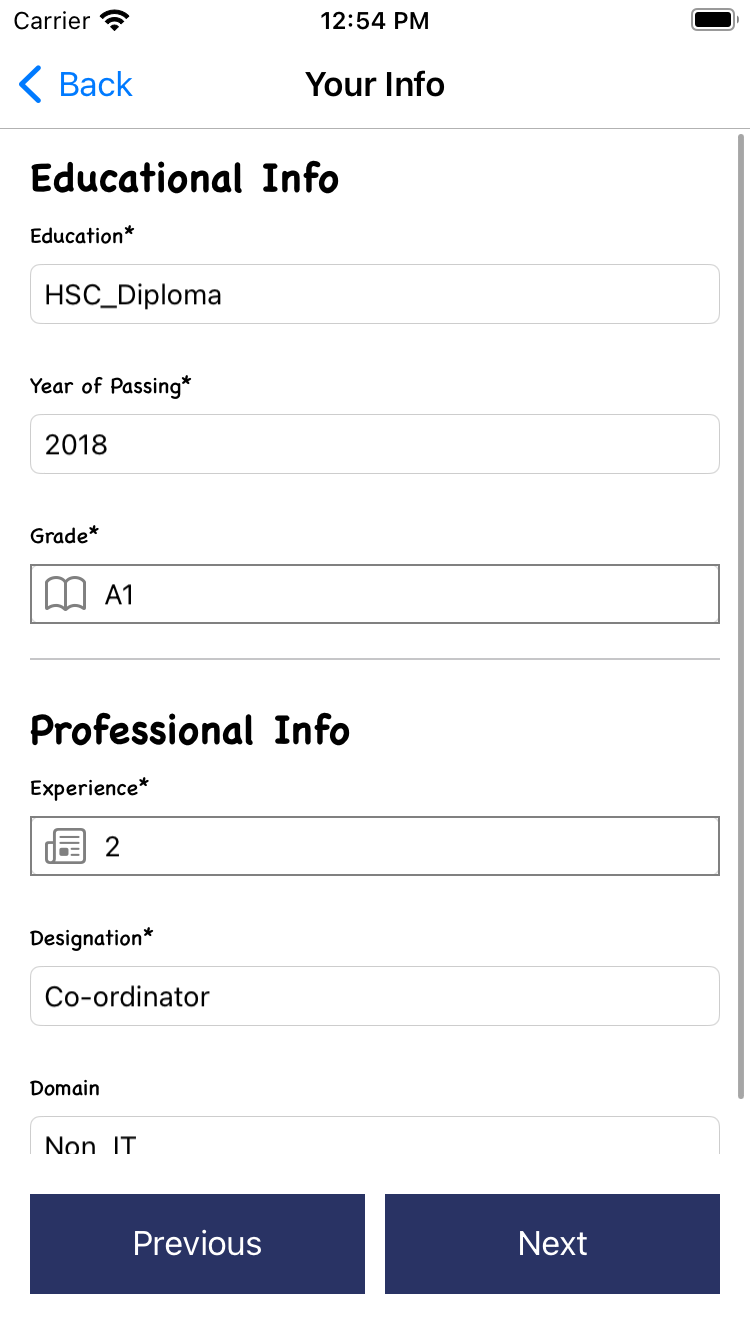 Carrier 12:54 PM
Back Your Info
Educational Info
Education*
HSC_Diploma
Year of Passing*
2018
Grade*
A1
Professional Info
Experience*
2
Designation*
Co-ordinator
Domain
Non_IT
Previous Next